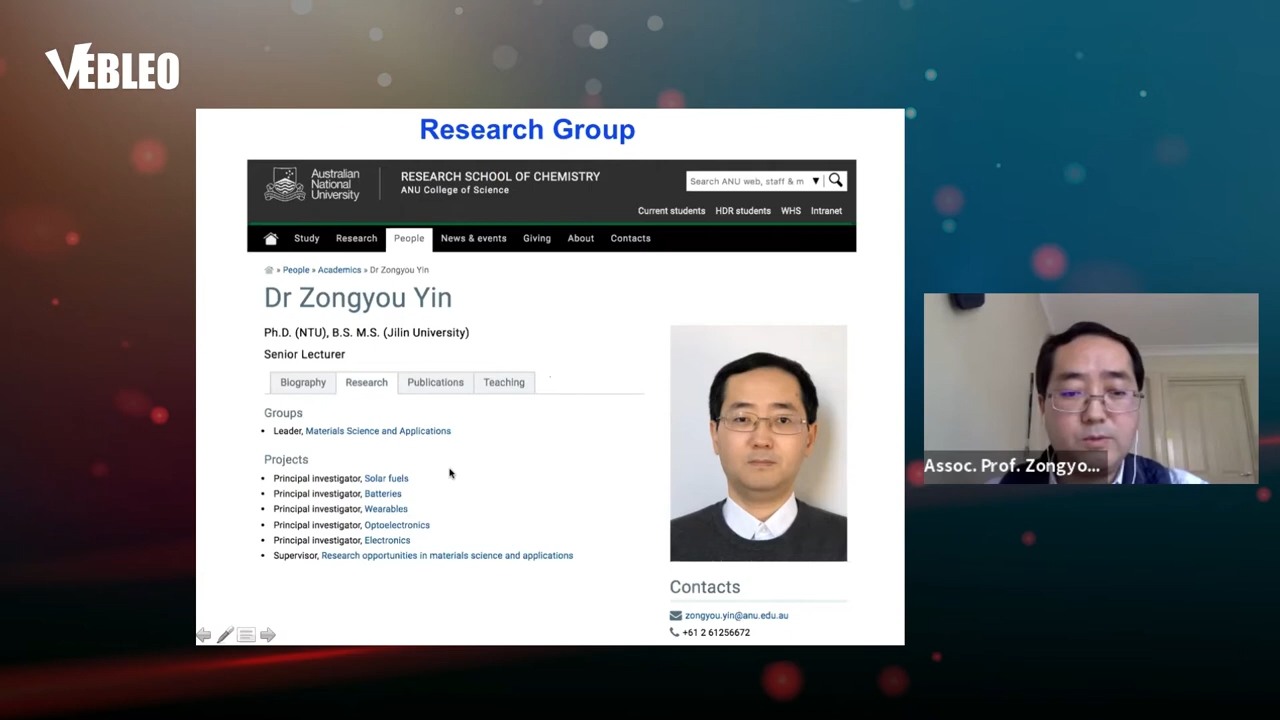 VEBLEO
Research Group
Australian
National
University
RESEARCH SCHOOL OF CHEMISTRY
ANU College of Science
Search ANU web, staff & m
Current students HDR students WHS Intranet
Study Research People News & events Giving About Contacts
» People » Academics » Dr Zongyou Yin
Dr Zongyou Yin
Ph.D. (NTU), B.S. M.S. (Jilin University)
Senior Lecturer
Biography Research Publications Teaching
Groups
• Leader, Materials Science and Applications
Projects
• Principal investigator, Solar fuels
• Principal investigator, Batteries
• Principal investigator, Wearables
• Principal investigator, Optoelectronics
• Principal investigator, Electronics
• Supervisor, Research opportunities in materials science and applications
Contacts
zongyou.yin@anu.edu.au
+61 2 61256672
Assoc. Prof. Zongyo...